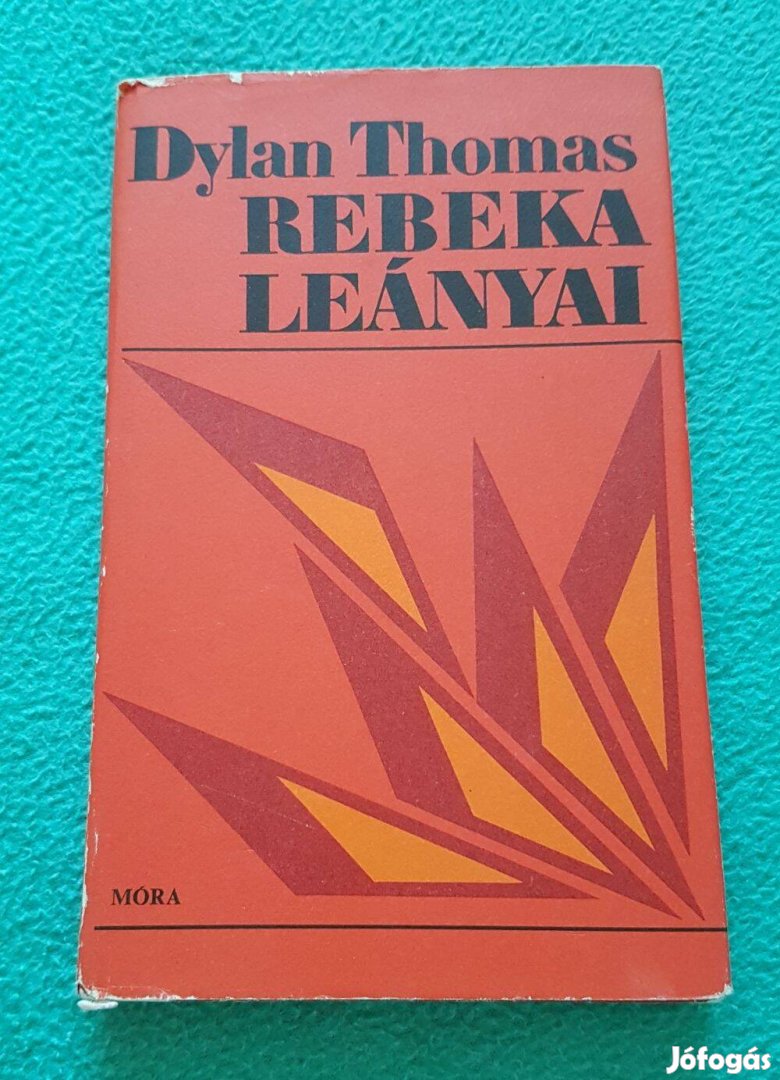 Dylan Thomas
REBEKA
LEÁNYAI
MÓRA
Jófogás